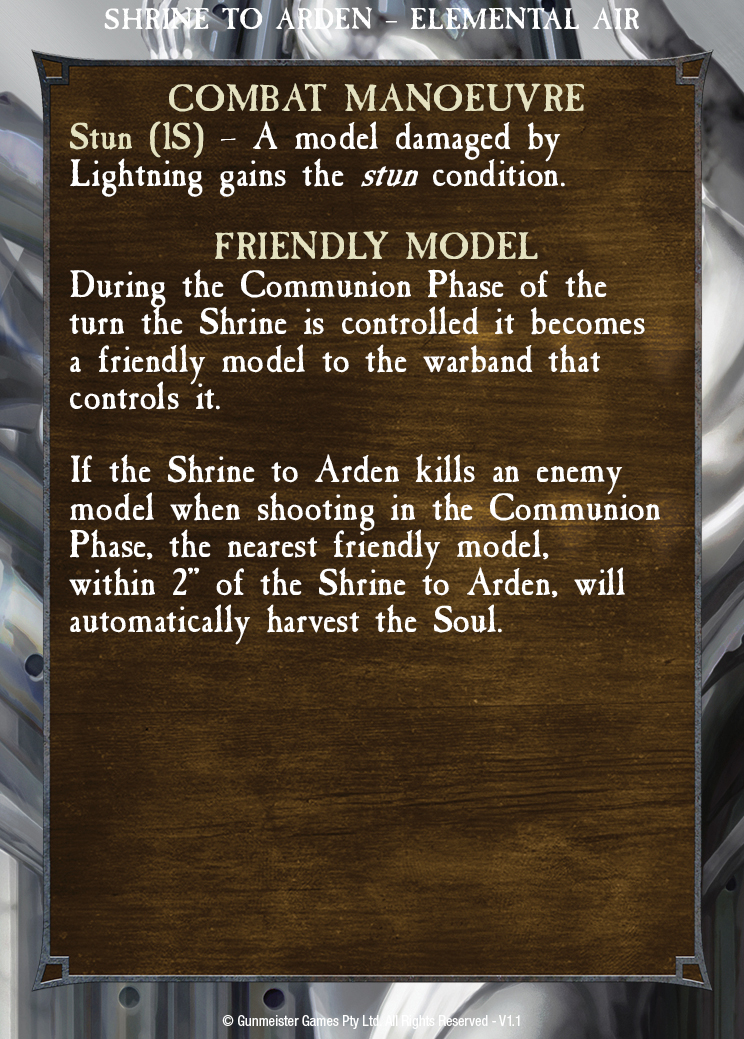 SHRINE TO ARDEN – ELEMENTAL AIR
COMBAT MANOEUVRE
Stun (1S) – A model damaged by
Lightning gains the stun condition.
FRIENDLY MODEL
During the Communion Phase of the
turn the Shrine is controlled it becomes
a friendly model to the warband that
controls it.
If the Shrine to Arden kills an enemy
model when shooting in the Communion
Phase, the nearest friendly model,
within 2” of the Shrine to Arden, will
automatically harvest the Soul.
© Gunmeister Games Pty Ltd, All Rights Reserved - V1.1